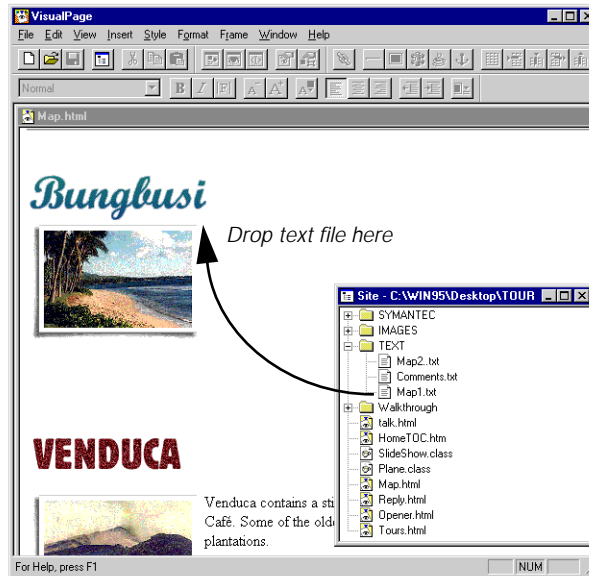 VisualPage
File Edit View Insert Style Format Frame Window Help
Normal
B I F A A A
Map.html
Bungbusi
Drop text file here
Site - C:\WIN95\Desktop\TOUR
SYMANTEC
IMAGES
TEXT
Map2..txt
Comments.txt
Map1.txt
Walkthrough
talk.html
HomeTOC.htm
SlideShow.class
Plane.class
Map.html
Reply.html
Opener.html
Tours.html
VENDUCA
Venduca contains a sti
Café. Some of the olde
plantations.
For Help, press F1
NUM